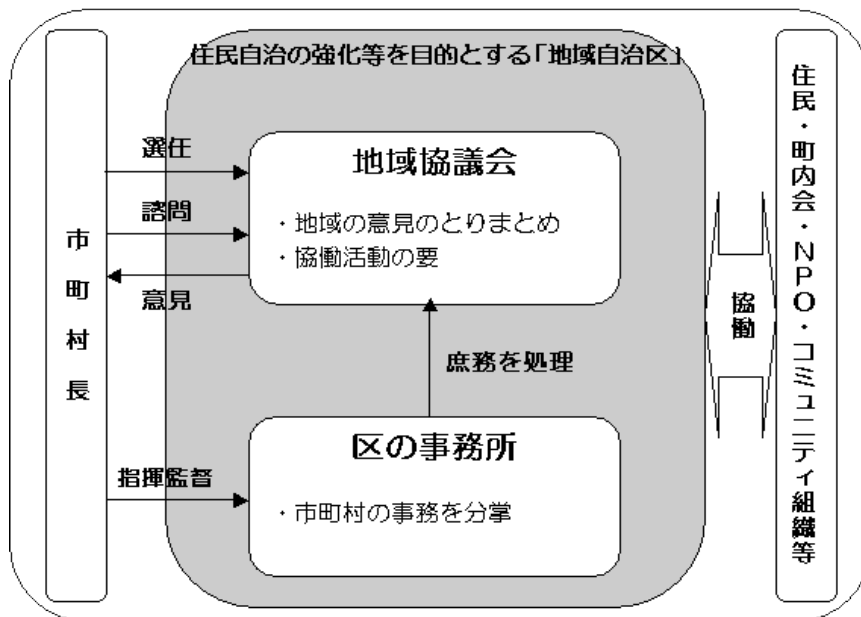 住民自治の強化等を目的とする「地域自治区」
市町村長
選任
諮問
意見
指揮監督
地域協議会
・地域の意見のとりまとめ
・協働活動の要
庶務を処理
区の事務所
・市町村の事務を分掌
協働
住民・町内会・NPO・コミュニティ組織等